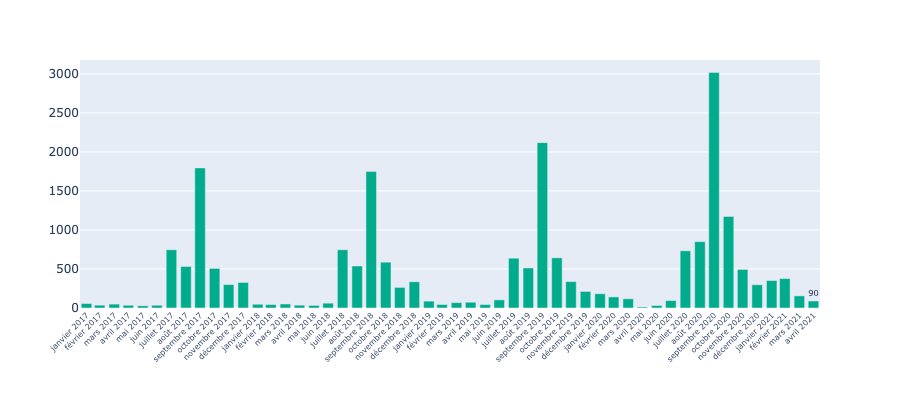 3000
2500
2000
1500
1000
500
0
90
janvier 2017
février 2017
mars 2017
avril 2017
mai 2017
juin 2017
juillet 2017
août 2017
septembre 2017
octobre 2017
novembre 2017
décembre 2017
janvier 2018
février 2018
mars 2018
avril 2018
mai 2018
juin 2018
juillet 2018
août 2018
septembre 2018
octobre 2018
novembre 2018
décembre 2018
janvier 2019
février 2019
mars 2019
avril 2019
mai 2019
juin 2019
juillet 2019
août 2019
septembre 2019
octobre 2019
novembre 2019
décembre 2019
janvier 2020
février 2020
mars 2020
avril 2020
mai 2020
juin 2020
juillet 2020
août 2020
septembre 2020
octobre 2020
novembre 2020
décembre 2020
janvier 2021
février 2021
mars 2021
avril 2021